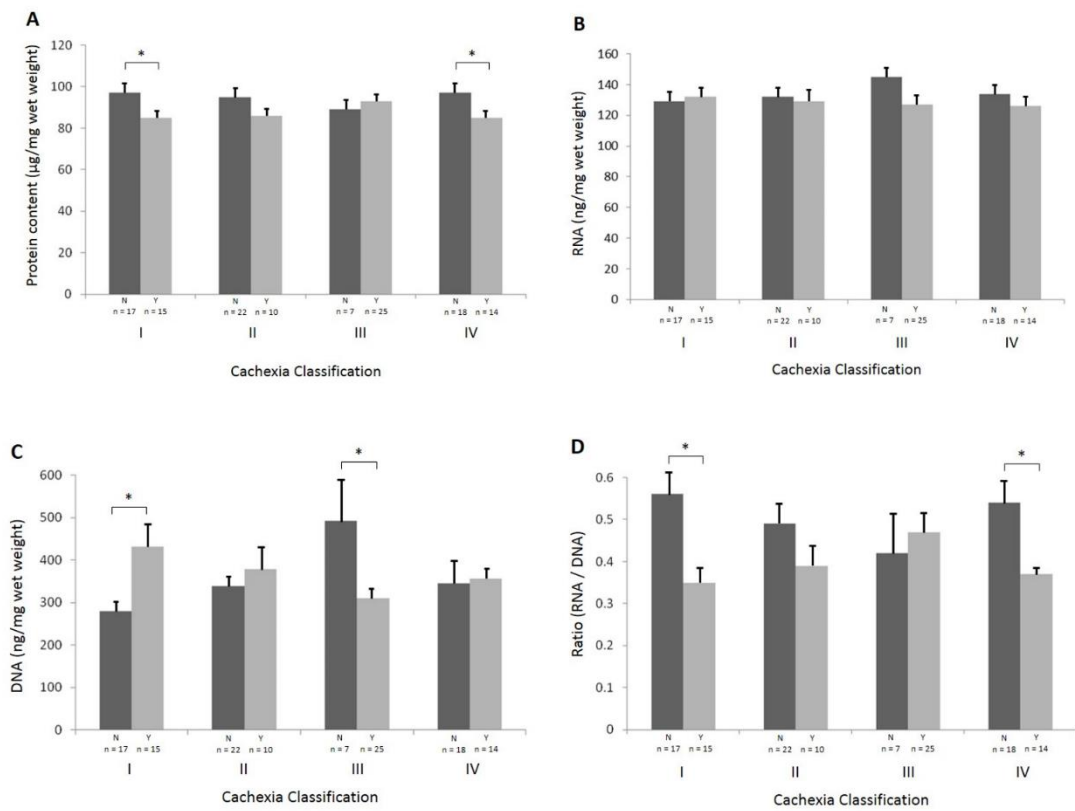 A
Protein content (µg/mg wet weight)
120
100
80
60
40
20
0
*
*
N Y N Y N Y N Y
n = 17 n = 15 n = 22 n = 10 n = 7 n = 25 n = 18 n = 14
I II III IV
Cachexia Classification
B
RNA (ng/mg wet weight)
160
140
120
100
80
60
40
20
0
N Y N Y N Y N Y
n = 17 n = 15 n = 22 n = 10 n = 7 n = 25 n = 18 n = 14
I II III IV
Cachexia Classification
C
DNA (ng/mg wet weight)
600
500
400
300
200
100
0
*
*
N Y N Y N Y N Y
n = 17 n = 15 n = 22 n = 10 n = 7 n = 25 n = 18 n = 14
I II III IV
Cachexia Classification
D
Ratio (RNA / DNA)
0.6
0.5
0.4
0.3
0.2
0.1
0
*
*
N Y N Y N Y N Y
n = 17 n = 15 n = 22 n = 10 n = 7 n = 25 n = 18 n = 14
I II III IV
Cachexia Classification